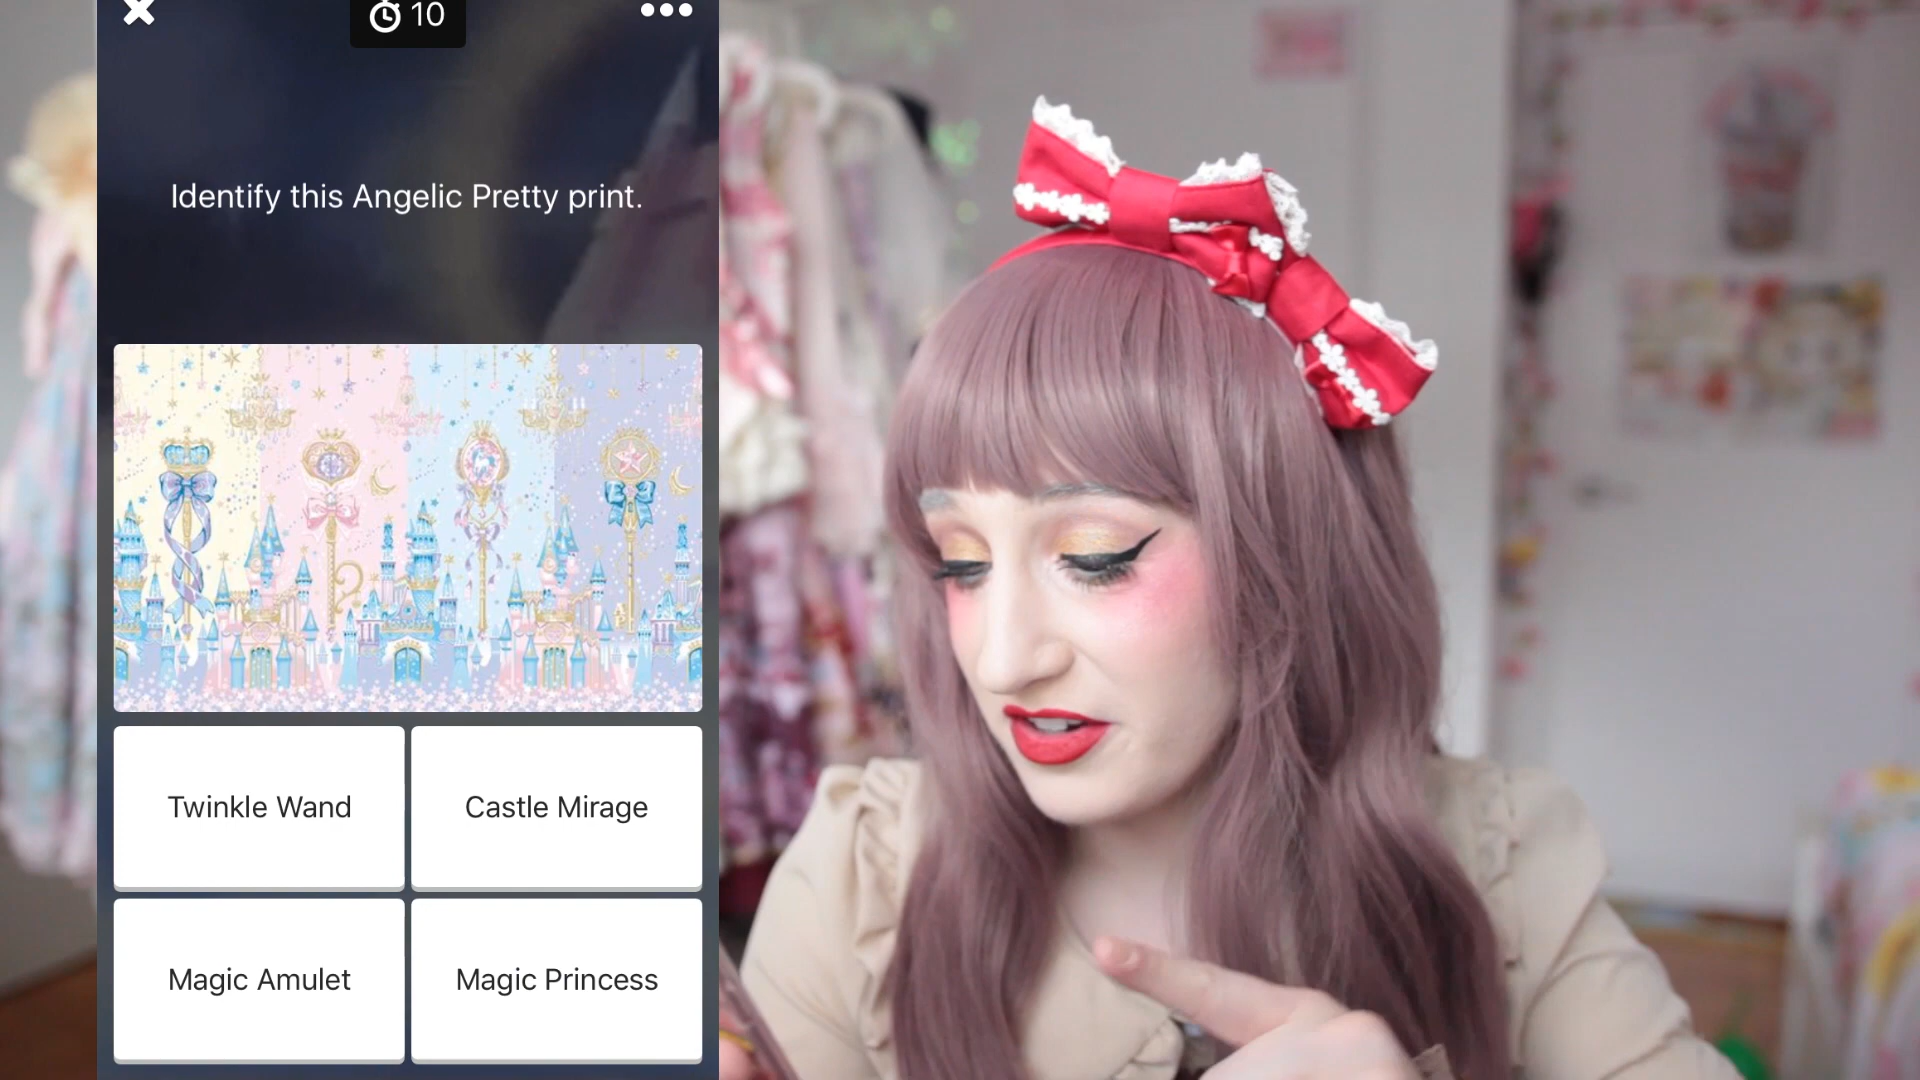 10
Identify this Angelic Pretty print.
Twinkle Wand
Castle Mirage
Magic Amulet
Magic Princess